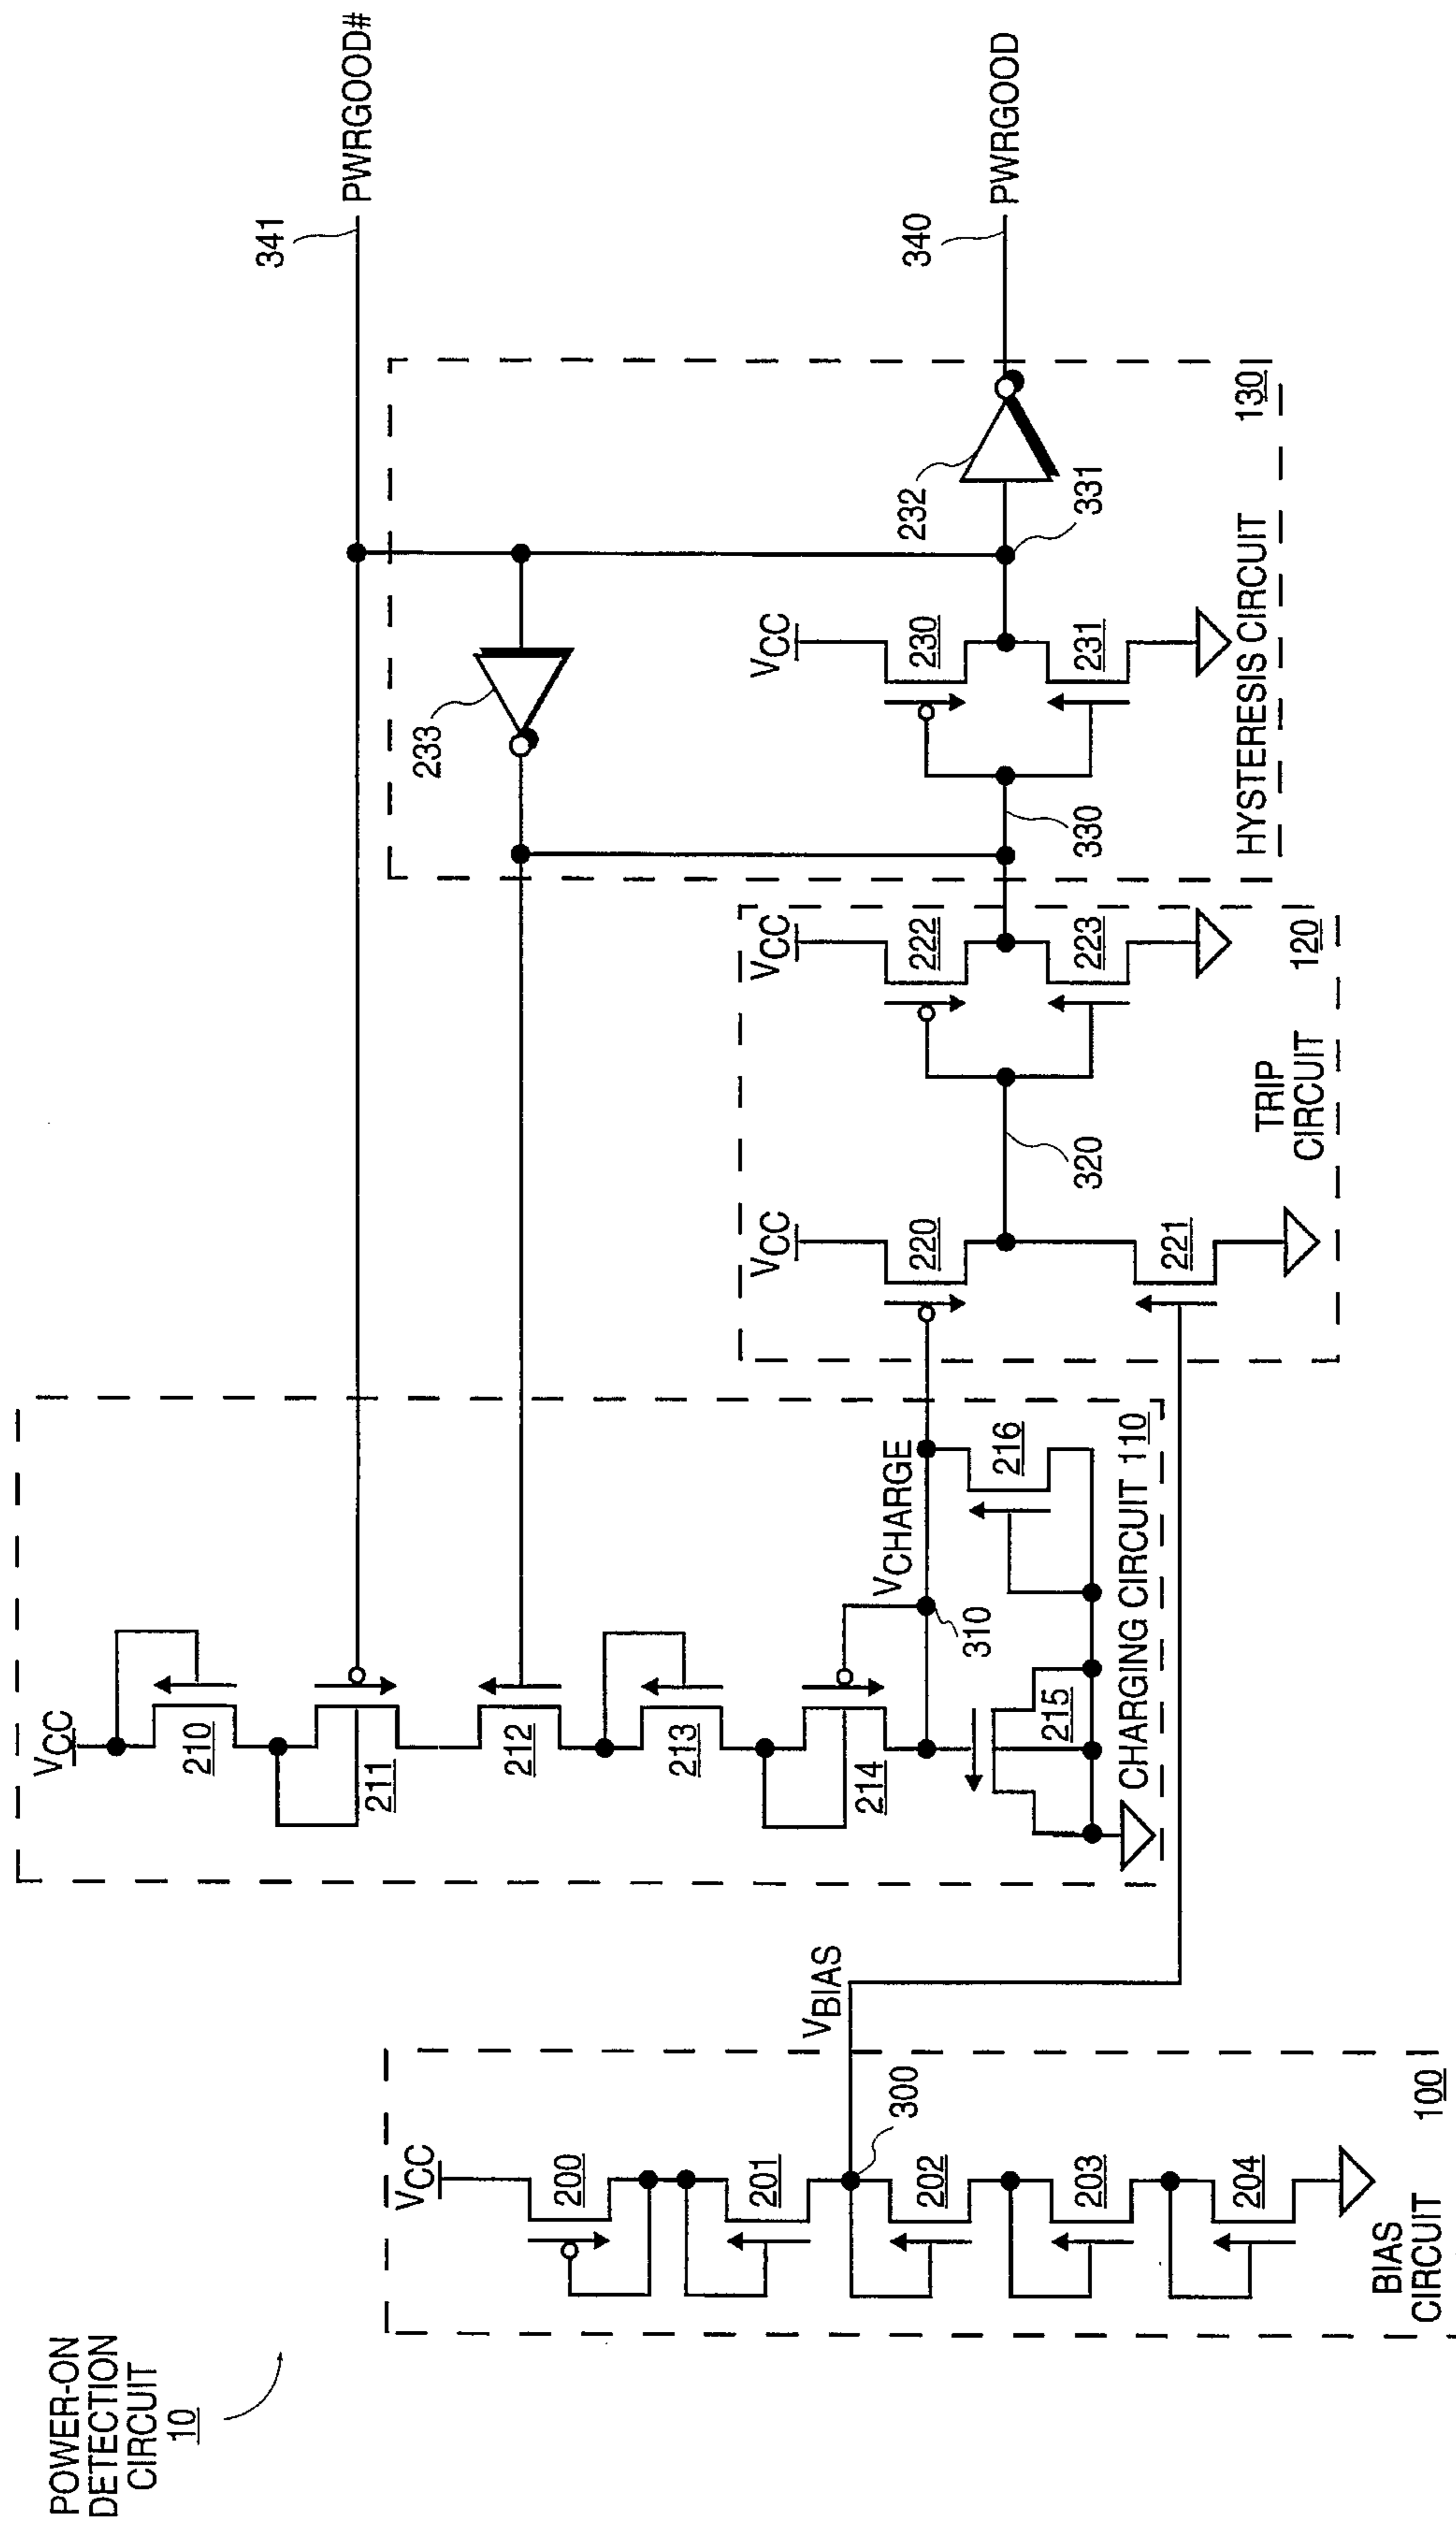 POWER-ON
DETECTION
CIRCUIT
10
VCC
200
201
300
202
203
204
BIAS
CIRCUIT
100
VBIAS
VCC
210
211
212
213
214
215
216
VCHARGE
310
CHARGING CIRCUIT 110
VCC
220
221
320
VCC
222
223
TRIP
CIRCUIT
120
233
330
VCC
230
231
331
232
HYSTERESIS CIRCUIT
130
341
PWRGOOD#
340
PWRGOOD